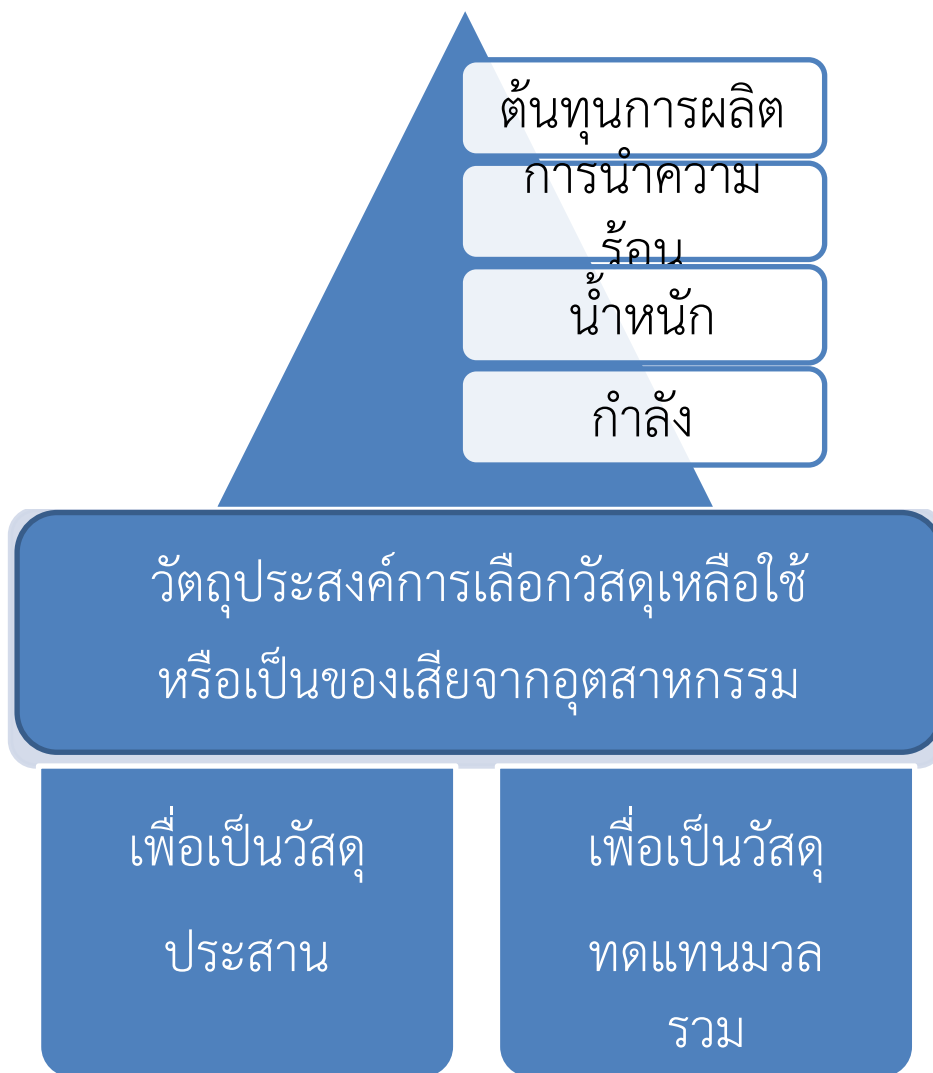 ต้นทุนการผลิต
การนำความ
ร้อน
น้ำหนัก
กำลัง
วัตถุประสงค์การเลือกวัสดุเหลือใช้
หรือเป็นของเสียจากอุตสาหกรรม
เพื่อเป็นวัสดุ
ประสาน
เพื่อเป็นวัสดุ
ทดแทนมวล
รวม